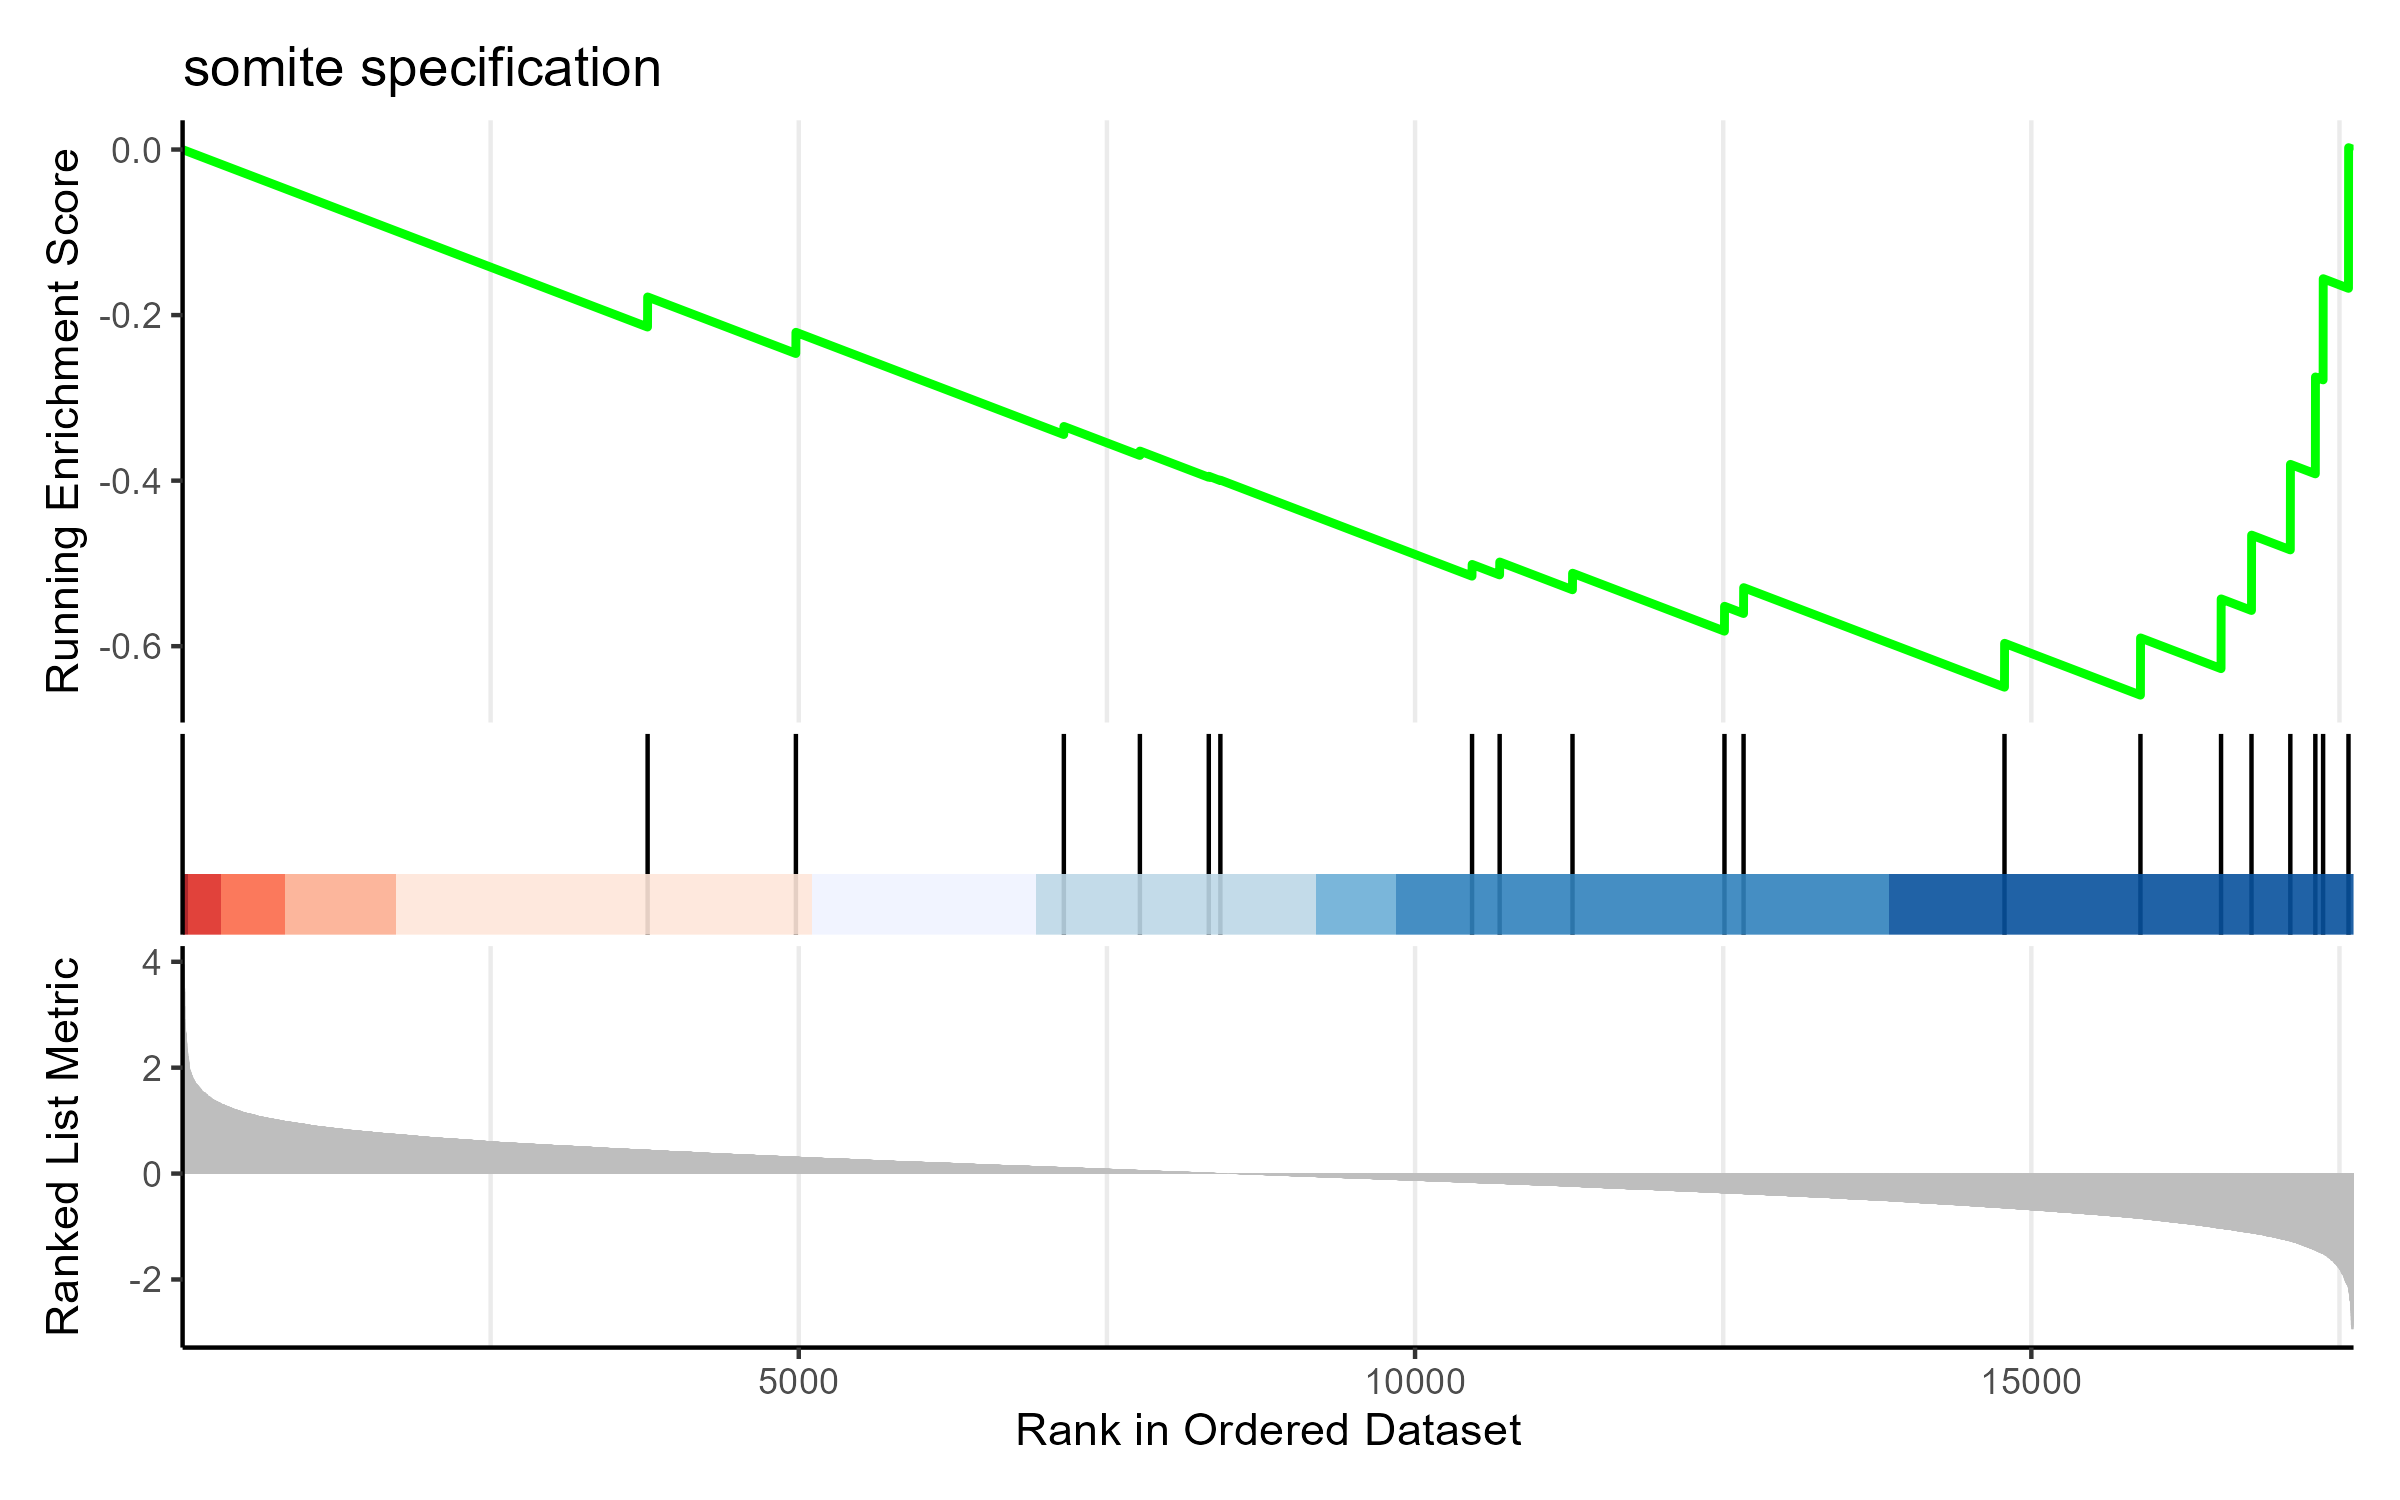 somite specification
Running Enrichment Score
0.0
-0.2
-0.4
-0.6
Ranked List Metric
4
2
0
-2
5000 10000 15000
Rank in Ordered Dataset